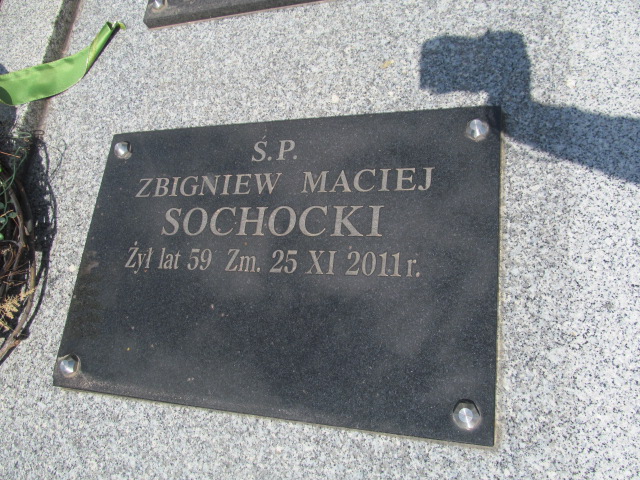 Ś.P.
ZBIGNIEW MACIEJ
SOCHOCKI
Żył lat 59 Zm. 25 XI 2011 r.